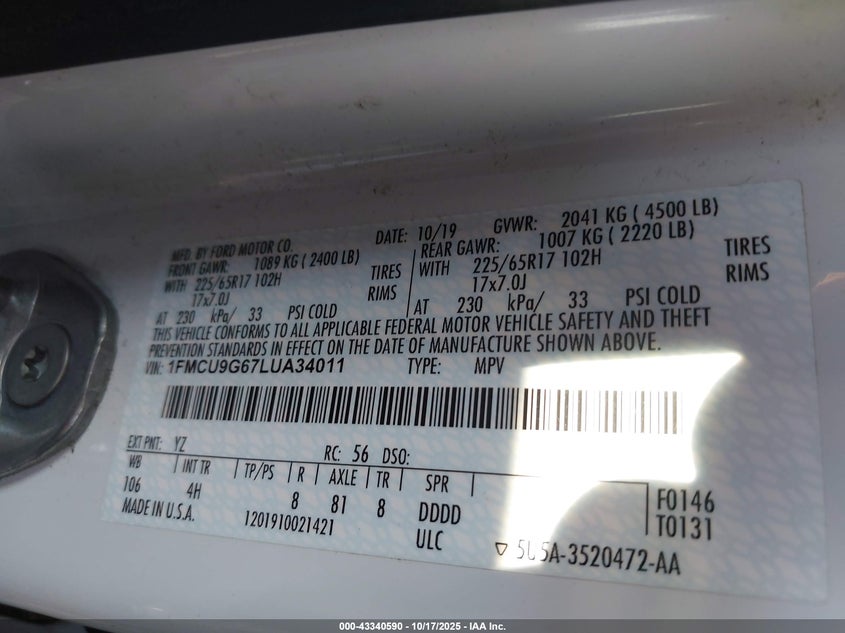 MFD. BY FORD MOTOR CO. DATE: 10/19 GVWR: 2041 KG ( 4500 LB)
FRONT GAWR: 1089 KG ( 2400 LB) REAR GAWR: 1007 KG ( 2220 LB)
WITH 225/65R17 102H TIRES WITH 225/65R17 102H TIRES
17x7.0J RIMS 17x7.0J RIMS
AT 230 kPa/ 33 PSI COLD AT 230 kPa/ 33 PSI COLD
THIS VEHICLE CONFORMS TO ALL APPLICABLE FEDERAL MOTOR VEHICLE SAFETY AND THEFT
PREVENTION STANDARDS IN EFFECT ON THE DATE OF MANUFACTURE SHOWN ABOVE.
VIN: 1FMCU9G67LUA34011 TYPE: MPV
EXT PNT: YZ RC: 56 DSO:
WB INT TR TP/PS R AXLE TR SPR
106 4H 8 81 8 DDDD F0146
MADE IN U.S.A. 1201910021421 ULC T0131
5U5A-3520472-AA
000-43340590 - 10/17/2025 - IAA Inc.